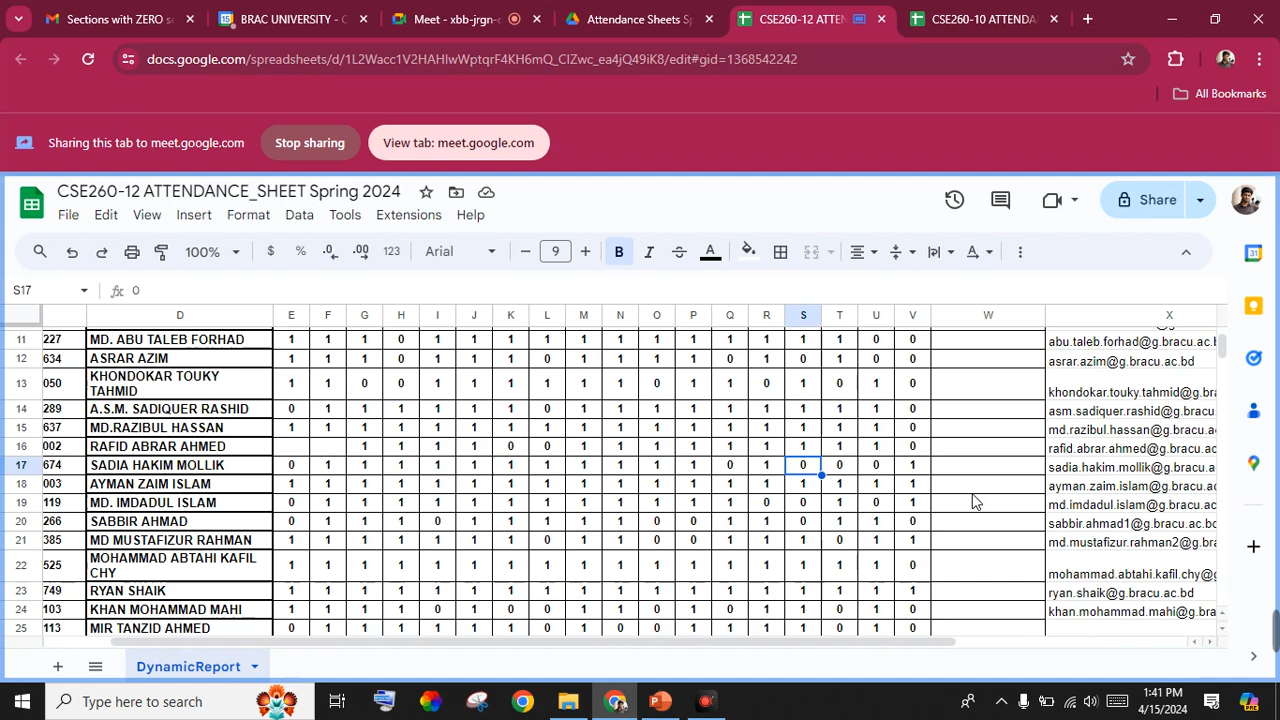 Sections with ZERO s
BRAC UNIVERSITY - C
Meet - xbb-jrgn-
Attendance Sheets Sp
CSE260-12 ATTEN
CSE260-10 ATTENDA
docs.google.com/spreadsheets/d/1L2Wacc1V2HAHIwWptqrF4KH6mQ_ClZwc_ea4jQ49iK8/edit#gid=1368542242
All Bookmarks
Sharing this tab to meet.google.com
Stop sharing
View tab: meet.google.com
CSE260-12 ATTENDANCE_SHEET Spring 2024
File Edit View Insert Format Data Tools Extensions Help
Share
100% $ % .0 .00 123 Arial 9 B I A
S17 fx 0
D E F G H I J K L M N O P Q R S T U V W X
11 227 MD. ABU TALEB FORHAD 1 1 1 0 1 1 1 1 1 1 1 1 1 1 1 1 0 0 abu.taleb.forhad@g.bracu.ac.b
12 634 ASRAR AZIM 1 1 1 1 1 1 1 0 1 1 1 1 0 1 0 1 0 0 asrar.azim@g.bracu.ac.bd
13 050 KHONDOKAR TOUKY TAHMID 1 1 0 0 1 1 1 1 1 1 0 1 1 0 1 0 1 0 khondokar.touky.tahmid@g.bra
14 289 A.S.M. SADIQUER RASHID 0 1 1 1 1 1 1 0 1 1 1 1 1 1 1 1 1 0 asm.sadiquer.rashid@g.bracu.
15 637 MD.RAZIBUL HASSAN 1 1 1 1 1 1 1 1 1 1 1 1 1 1 1 1 1 0 md.razibul.hassan@g.bracu.ac
16 002 RAFID ABRAR AHMED 1 1 1 1 0 0 1 1 1 1 1 1 1 1 1 0 rafid.abrar.ahmed@g.bracu.ac
17 674 SADIA HAKIM MOLLIK 0 1 1 1 1 1 1 1 1 1 1 1 0 1 0 0 0 1 sadia.hakim.mollik@g.bracu.a
18 003 AYMAN ZAIM ISLAM 1 1 1 1 1 1 1 1 1 1 1 1 1 1 1 1 1 1 ayman.zaim.islam@g.bracu.ac
19 119 MD. IMDADUL ISLAM 0 1 1 1 1 1 1 1 1 1 1 1 1 0 0 1 0 1 md.imdadul.islam@g.bracu.ac
20 266 SABBIR AHMAD 0 1 1 1 0 1 1 1 1 1 0 0 1 1 0 1 1 0 sabbir.ahmad1@g.bracu.ac.bd
21 385 MD MUSTAFIZUR RAHMAN 1 1 1 1 1 1 1 1 1 1 0 0 1 1 1 0 1 1 md.mustafizur.rahman2@g.br
22 525 MOHAMMAD ABTAHI KAFIL CHY 1 1 1 1 1 1 1 1 1 1 1 1 1 1 1 1 1 0 mohammad.abtahi.kafil.chy@g
23 749 RYAN SHAIK 1 1 1 1 1 1 1 1 1 1 1 1 1 1 1 1 1 0 ryan.shaik@g.bracu.ac.bd
24 103 KHAN MOHAMMAD MAHI 1 1 1 1 0 1 0 0 1 1 0 1 0 1 1 0 1 0 khan.mohammad.mahi@g.bra
25 113 MIR TANZID AHMED 0 1 1 1 1 1 1 0 1 0 0 1 1 1 1 0 1 0
DynamicReport
Type here to search
1:41 PM
4/15/2024